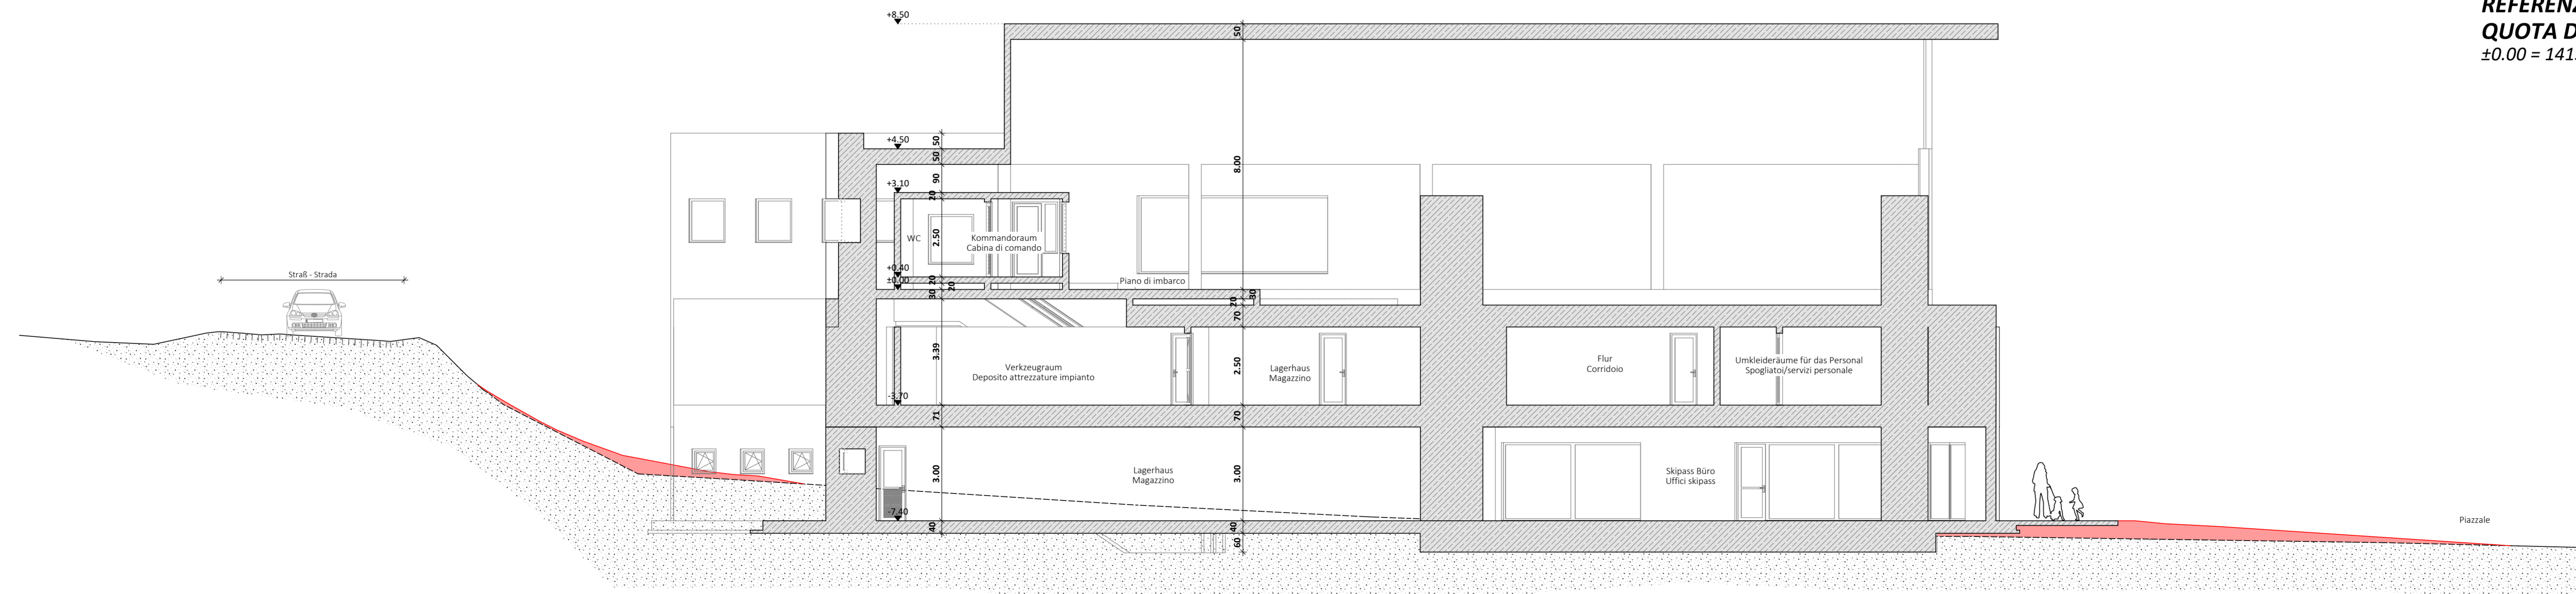 REFEREN
QUOTA D
±0.00 = 141
+8.50
50
+4.50
50
50
8.00
+3.10
90
20
WC
2.50
Kommandoraum
Cabina di comando
Straß - Strada
+0.40
±0.00
20
20
30
Piano di imbarco
30
20
70
3.39
Verkzeugraum
Deposito attrezzature impianto
2.50
Lagerhaus
Magazzino
Flur
Corridoio
Umkleideräume für das Personal
Spogliatoi/servizi personale
-3.70
71
70
3.00
Lagerhaus
Magazzino
3.00
Skipass Büro
Uffici skipass
-7.40
40
40
60
Piazzale